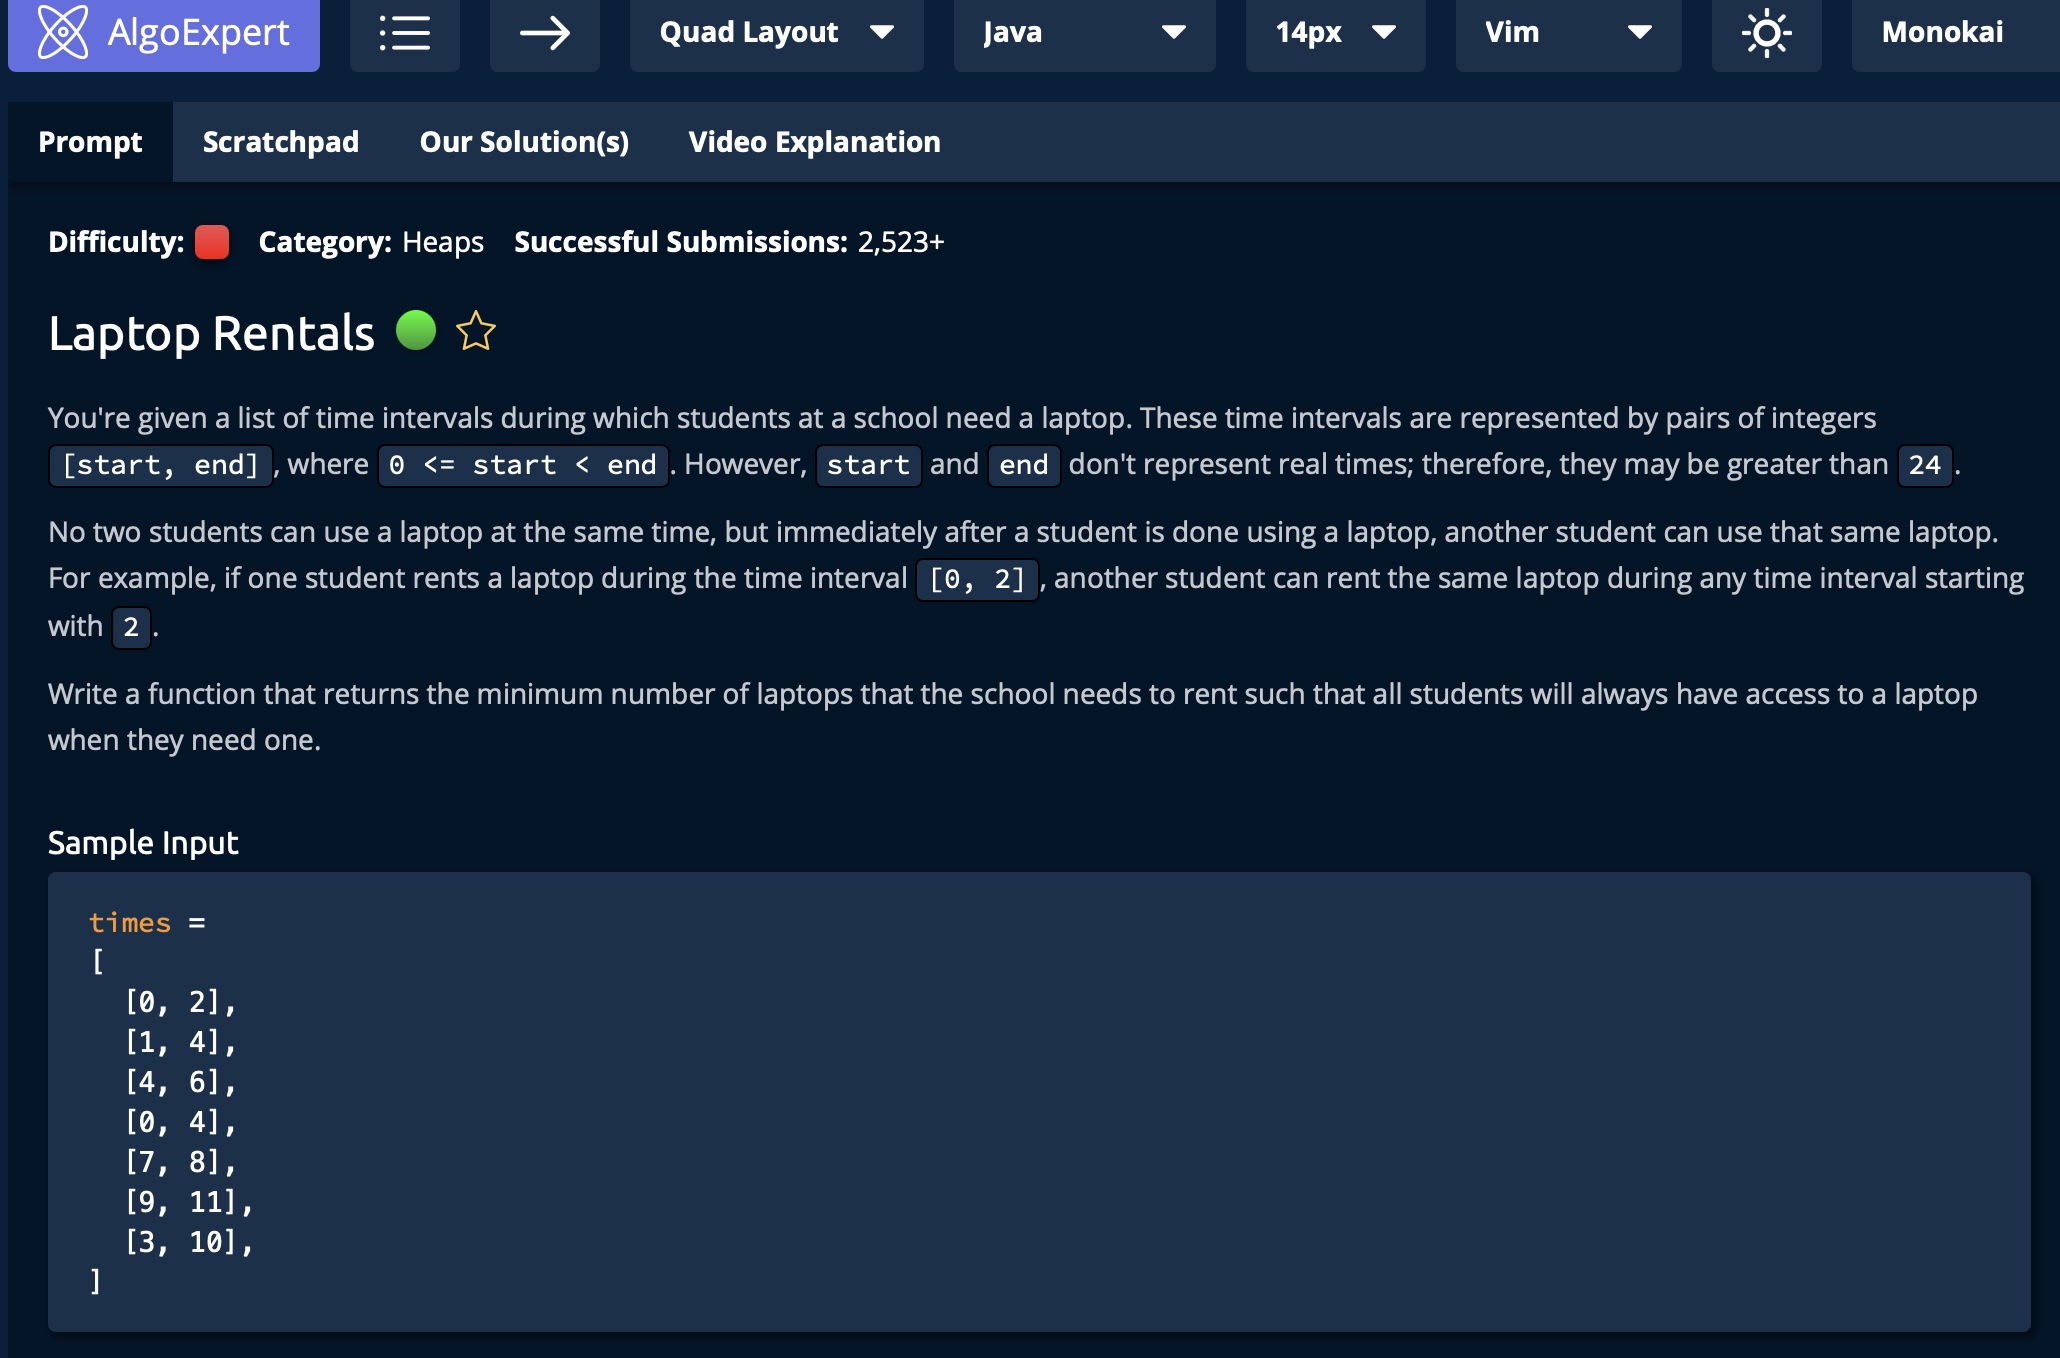 AlgoExpert Quad Layout Java 14px Vim Monokai
Prompt Scratchpad Our Solution(s) Video Explanation
Difficulty: Category: Heaps Successful Submissions: 2,523+
Laptop Rentals
You're given a list of time intervals during which students at a school need a laptop. These time intervals are represented by pairs of integers
[start, end], where 0 <= start < end. However, start and end don't represent real times; therefore, they may be greater than 24.
No two students can use a laptop at the same time, but immediately after a student is done using a laptop, another student can use that same laptop.
For example, if one student rents a laptop during the time interval [0, 2], another student can rent the same laptop during any time interval starting
with 2.
Write a function that returns the minimum number of laptops that the school needs to rent such that all students will always have access to a laptop
when they need one.
Sample Input
times =
[
[0, 2],
[1, 4],
[4, 6],
[0, 4],
[7, 8],
[9, 11],
[3, 10],
]